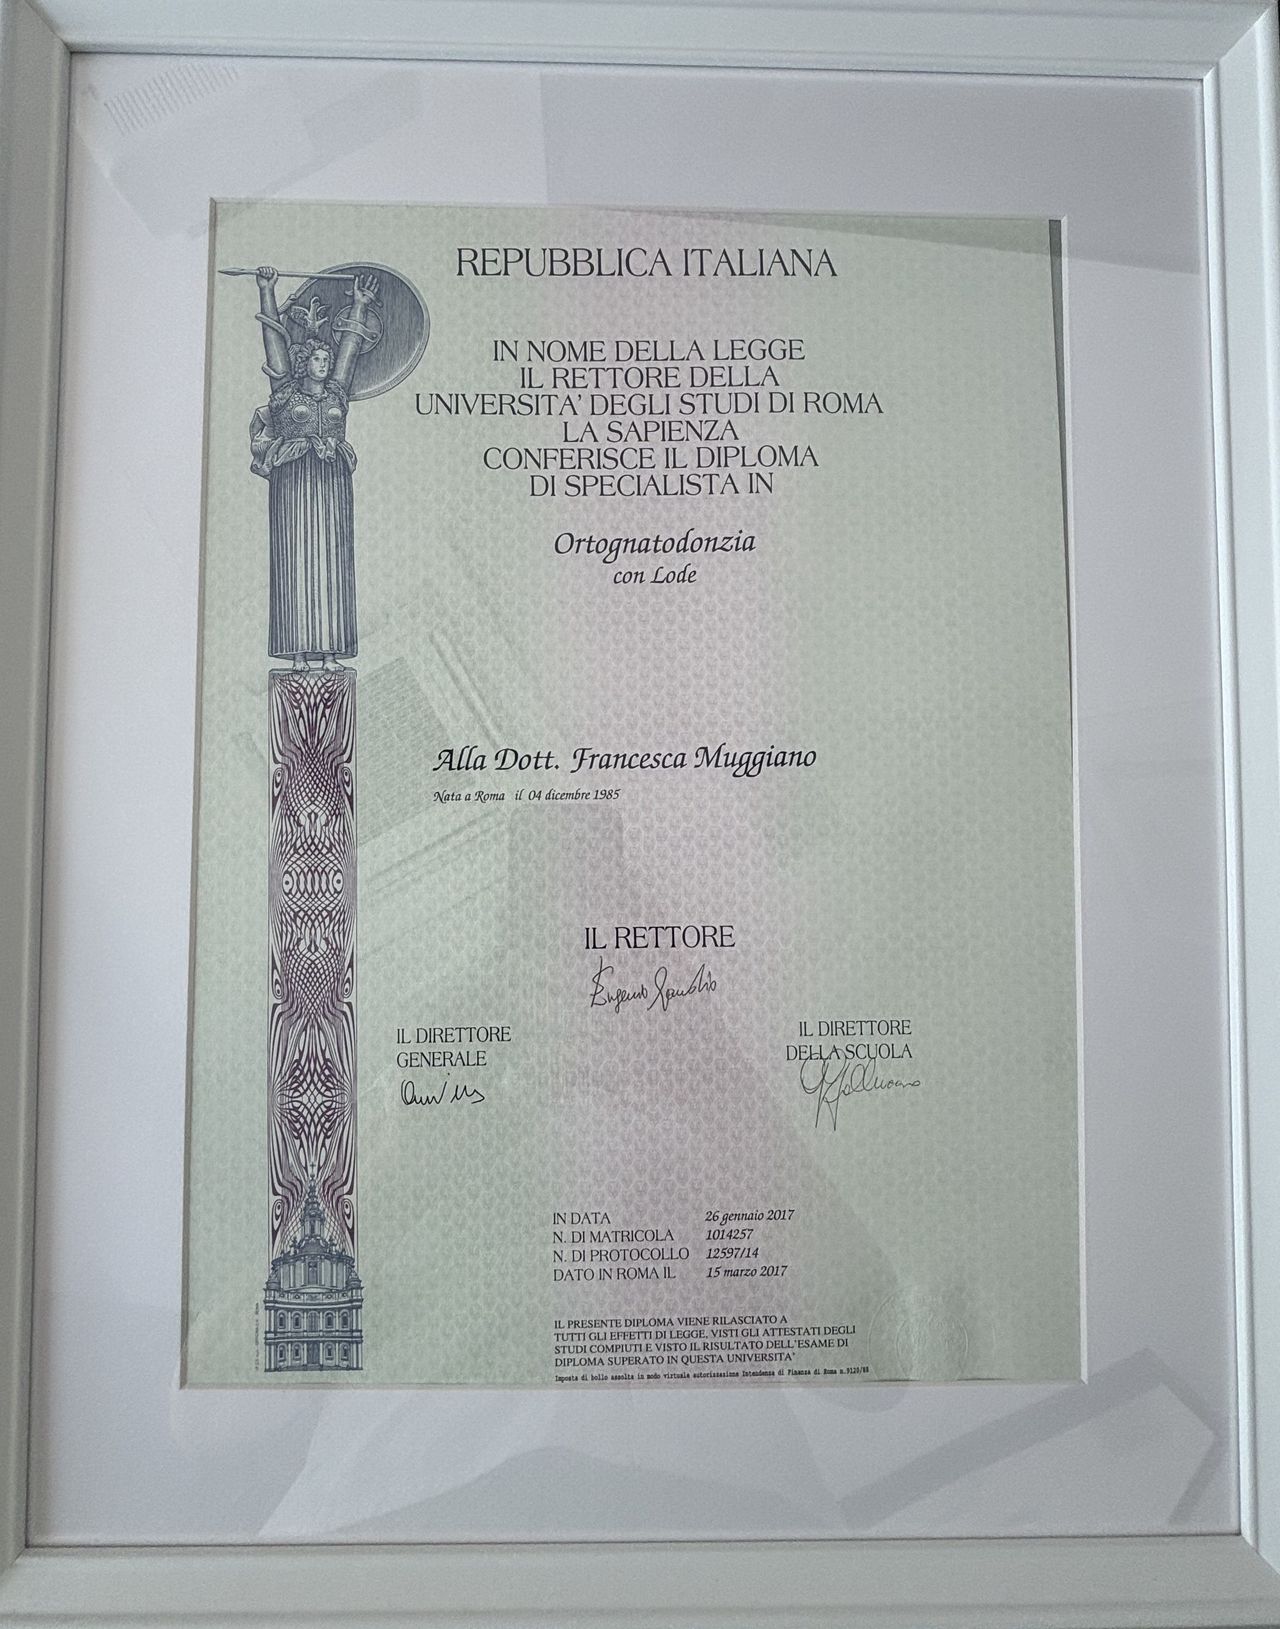 REPUBBLICA ITALIANA
IN NOME DELLA LEGGE
IL RETTORE DELLA
UNIVERSITA' DEGLI STUDI DI ROMA
LA SAPIENZA
CONFERISCE IL DIPLOMA
DI SPECIALISTA IN
Ortognatodonzia
con Lode
Alla Dott. Francesca Muggiano
Nata a Roma il 04 dicembre 1985
IL RETTORE
IL DIRETTORE
GENERALE
IL DIRETTORE
DELLA SCUOLA
IN DATA 26 gennaio 2017
N. DI MATRICOLA 1014257
N. DI PROTOCOLLO 12597/14
DATO IN ROMA IL 15 marzo 2017
IL PRESENTE DIPLOMA VIENE RILASCIATO A
TUTTI GLI EFFETTI DI LEGGE, VISTI GLI ATTESTATI DEGLI
STUDI COMPIUTI E VISTO IL RISULTATO DELL'ESAME DI
DIPLOMA SUPERATO IN QUESTA UNIVERSITA'
Imposta di bollo assolta in modo virtuale autorizzazione Intendenza di Finanza di Roma n.9120/88